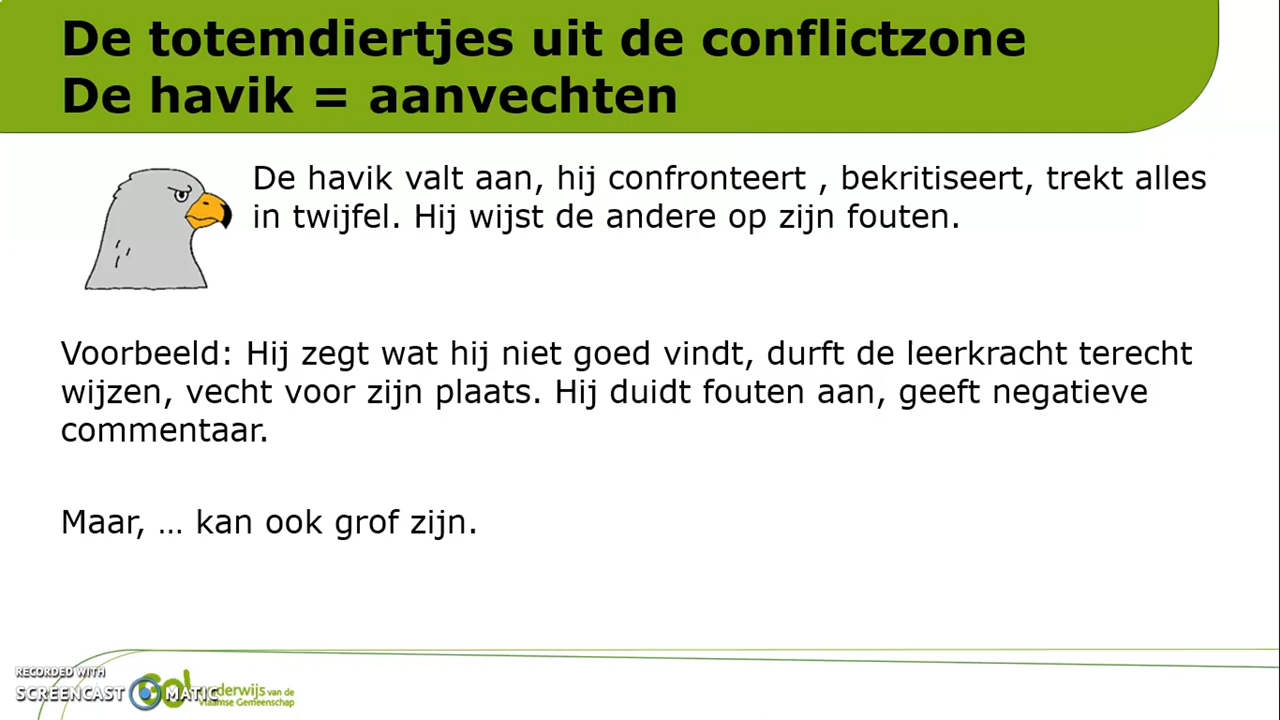 De totemdiertjes uit de conflictzone
De havik = aanvechten
De havik valt aan, hij confronteert , bekritiseert, trekt alles
in twijfel. Hij wijst de andere op zijn fouten.
Voorbeeld: Hij zegt wat hij niet goed vindt, durft de leerkracht terecht
wijzen, vecht voor zijn plaats. Hij duidt fouten aan, geeft negatieve
commentaar.
Maar, … kan ook grof zijn.
RECORDED WITH
SCREENCAST MATIC
van de
Vlaamse Gemeenschap